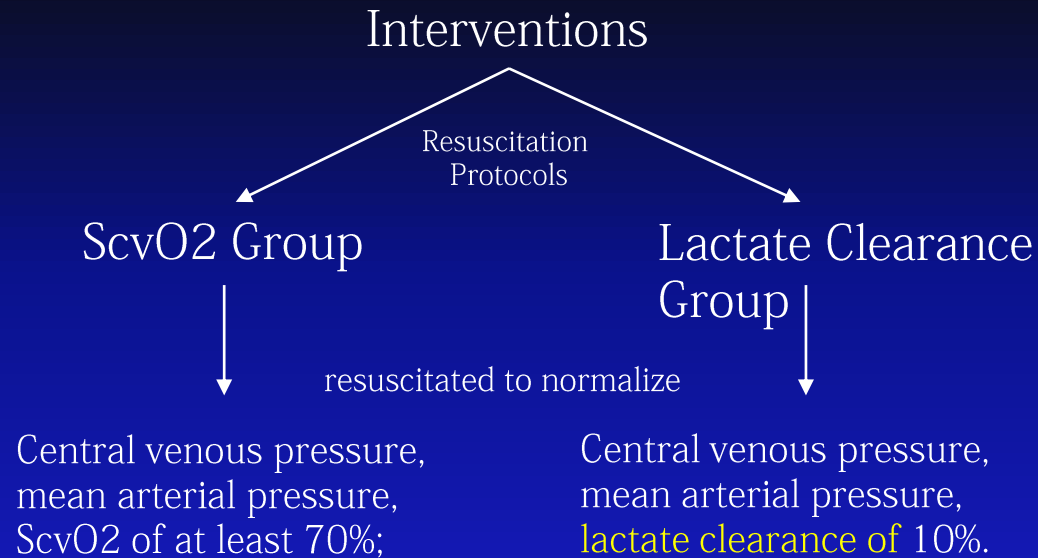 Interventions
Resuscitation
Protocols
ScvO2 Group
Lactate Clearance
Group
resuscitated to normalize
Central venous pressure,
mean arterial pressure,
ScvO2 of at least 70%;
Central venous pressure,
mean arterial pressure,
lactate clearance of 10%.